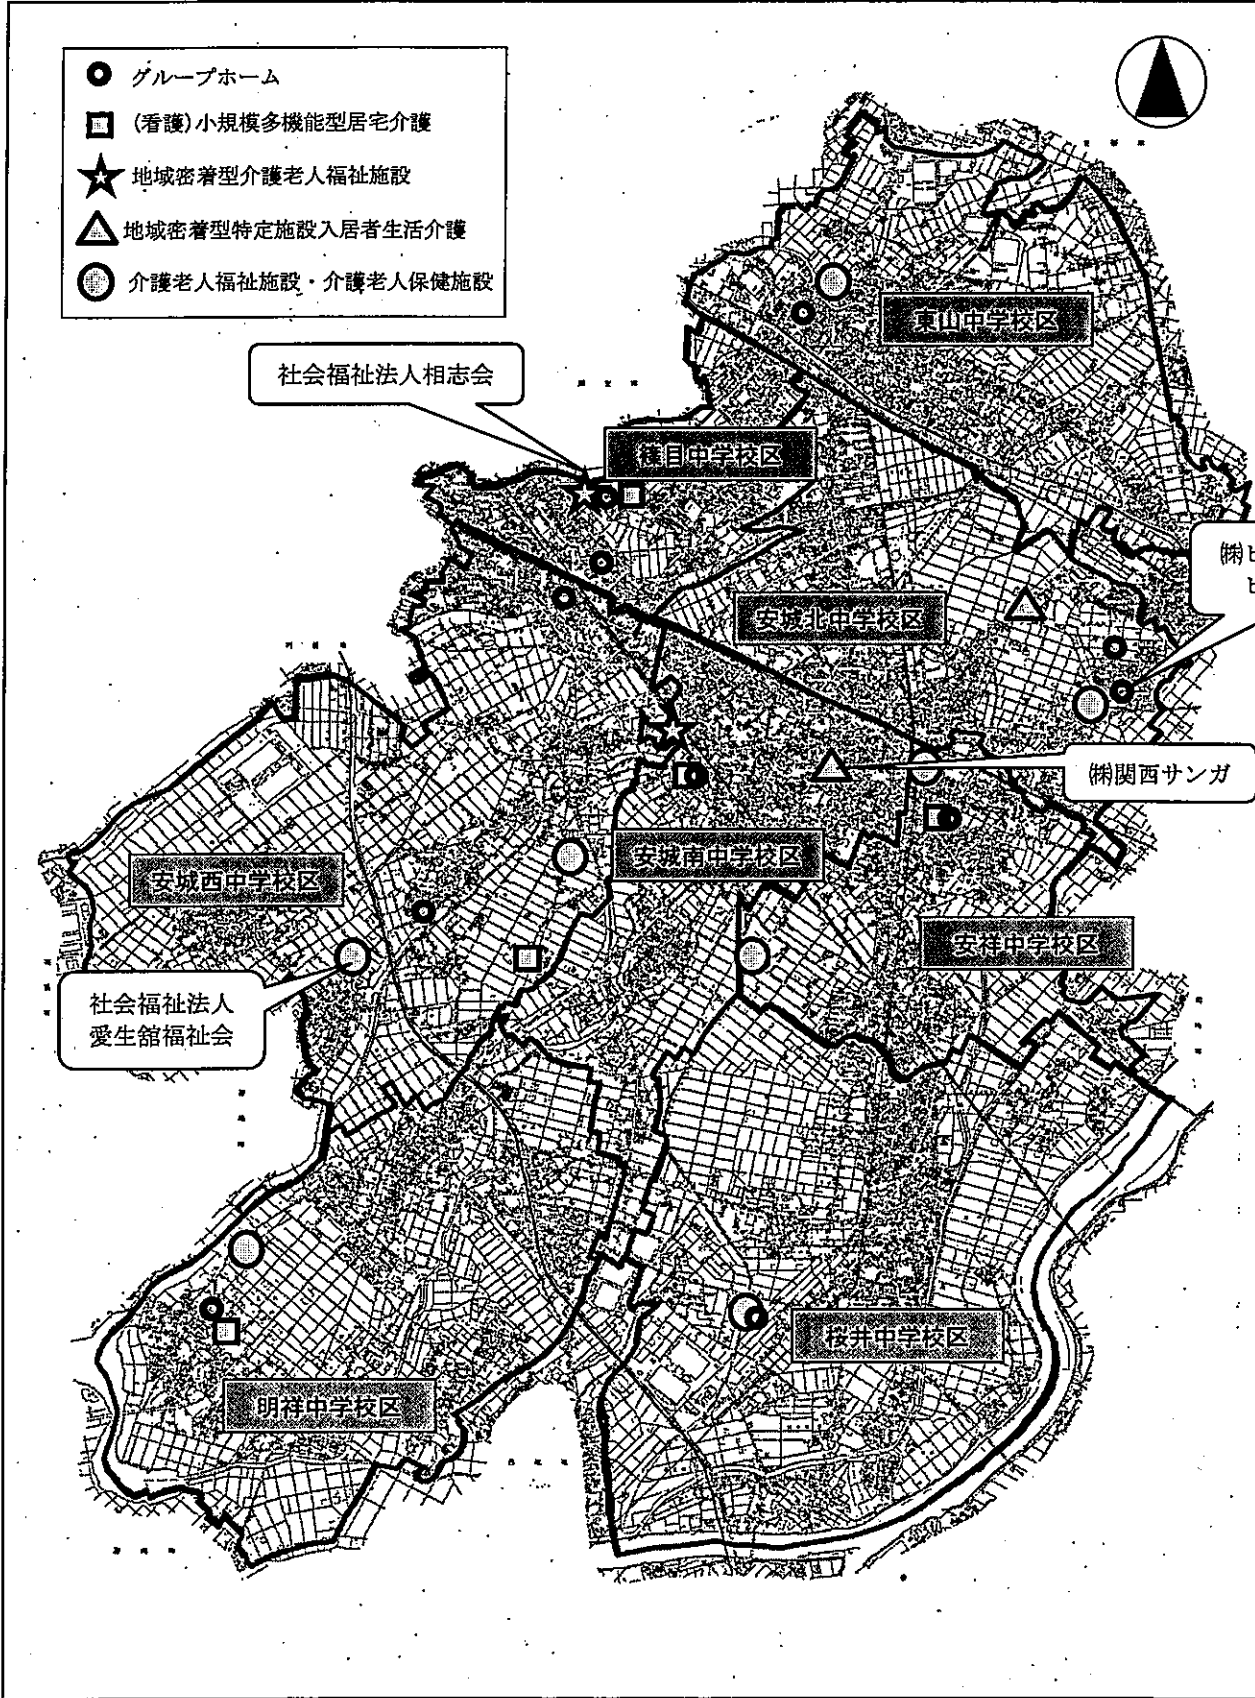 グループホーム
(看護)小規模多機能型居宅介護
地域密着型介護老人福祉施設
地域密着型特定施設入居者生活介護
介護老人福祉施設・介護老人保健施設
東山中学校区
社会福祉法人相志会
篠目中学校区
㈱ヒ
ヒ
安城北中学校区
㈱関西サンガ
安城南中学校区
安城西中学校区
安祥中学校区
社会福祉法人
愛生舘福祉会
桜井中学校区
明祥中学校区